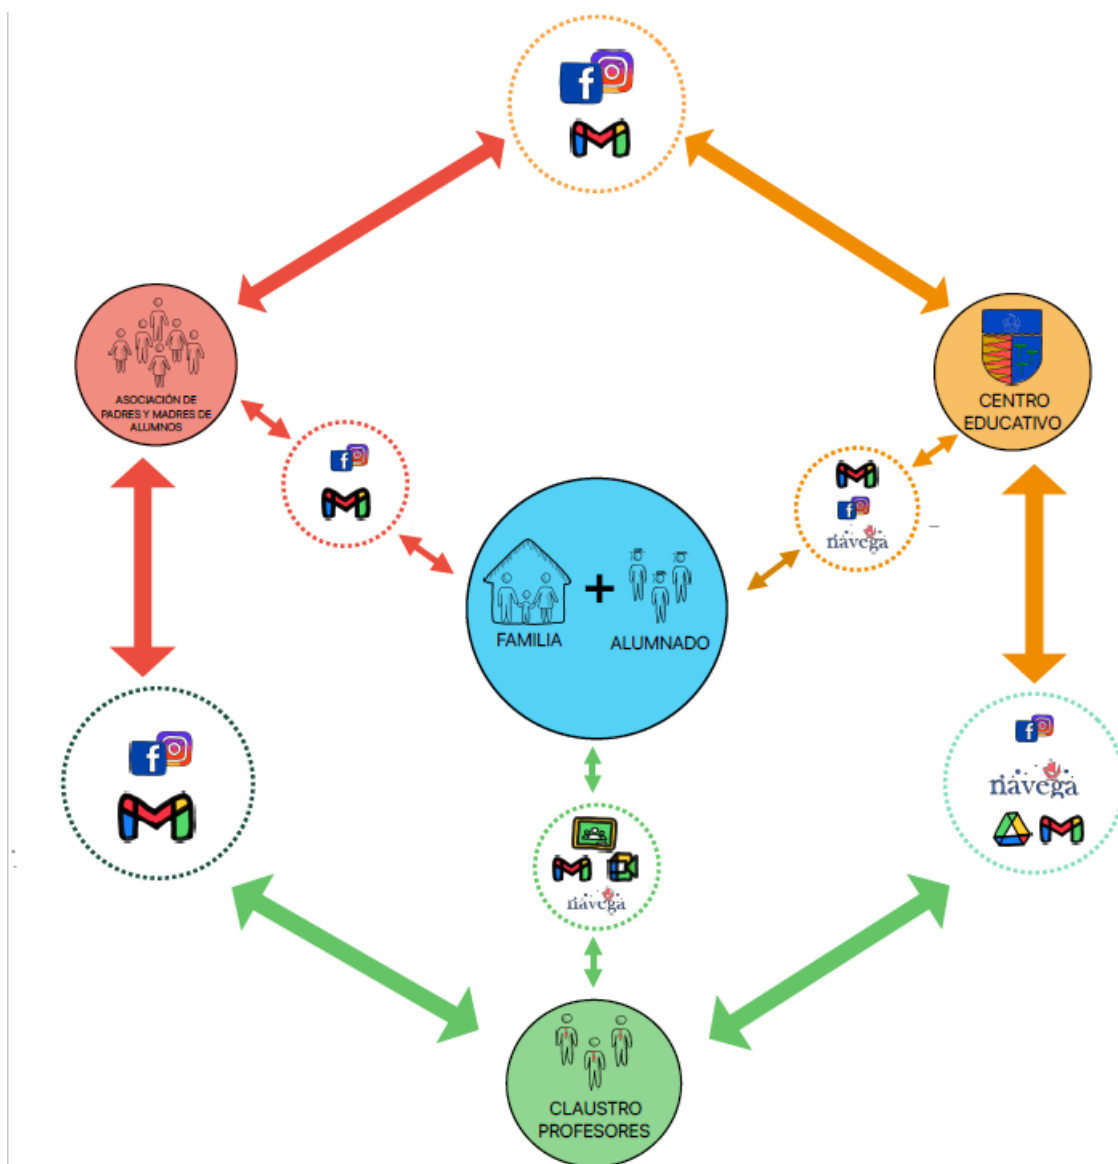 ASOCIACIÓN DE
PADRES Y MADRES DE
ALUMNOS
CENTRO
EDUCATIVO
navega
FAMILIA
+
ALUMNADO
navega
navega
CLAUSTRO
PROFESORES